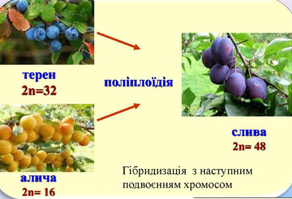 терен
2n=32
поліплоїдія
слива
2n= 48
алича
2n= 16
Гібридизація з наступним
подвоєнням хромосом